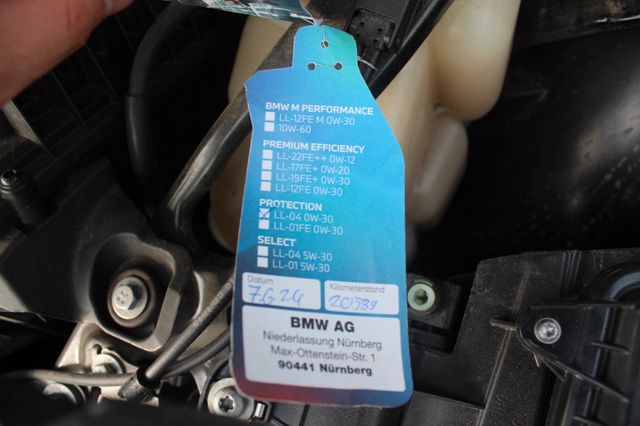 BMW M PERFORMANCE
LL-12FE M 0W-30
10W-60
PREMIUM EFFICIENCY
LL-22FE++ 0W-12
LL-17FE+ 0W-20
LL-19FE+ 0W-30
LL-12FE 0W-30
PROTECTION
LL-04 0W-30
LL-01FE 0W-30
SELECT
LL-04 5W-30
LL-01 5W-30
Datum Kilometerstand
7.6 24 20589
BMW AG
Niederlassung Nürnberg
Max-Ottenstein-Str. 1
90441 Nürnberg